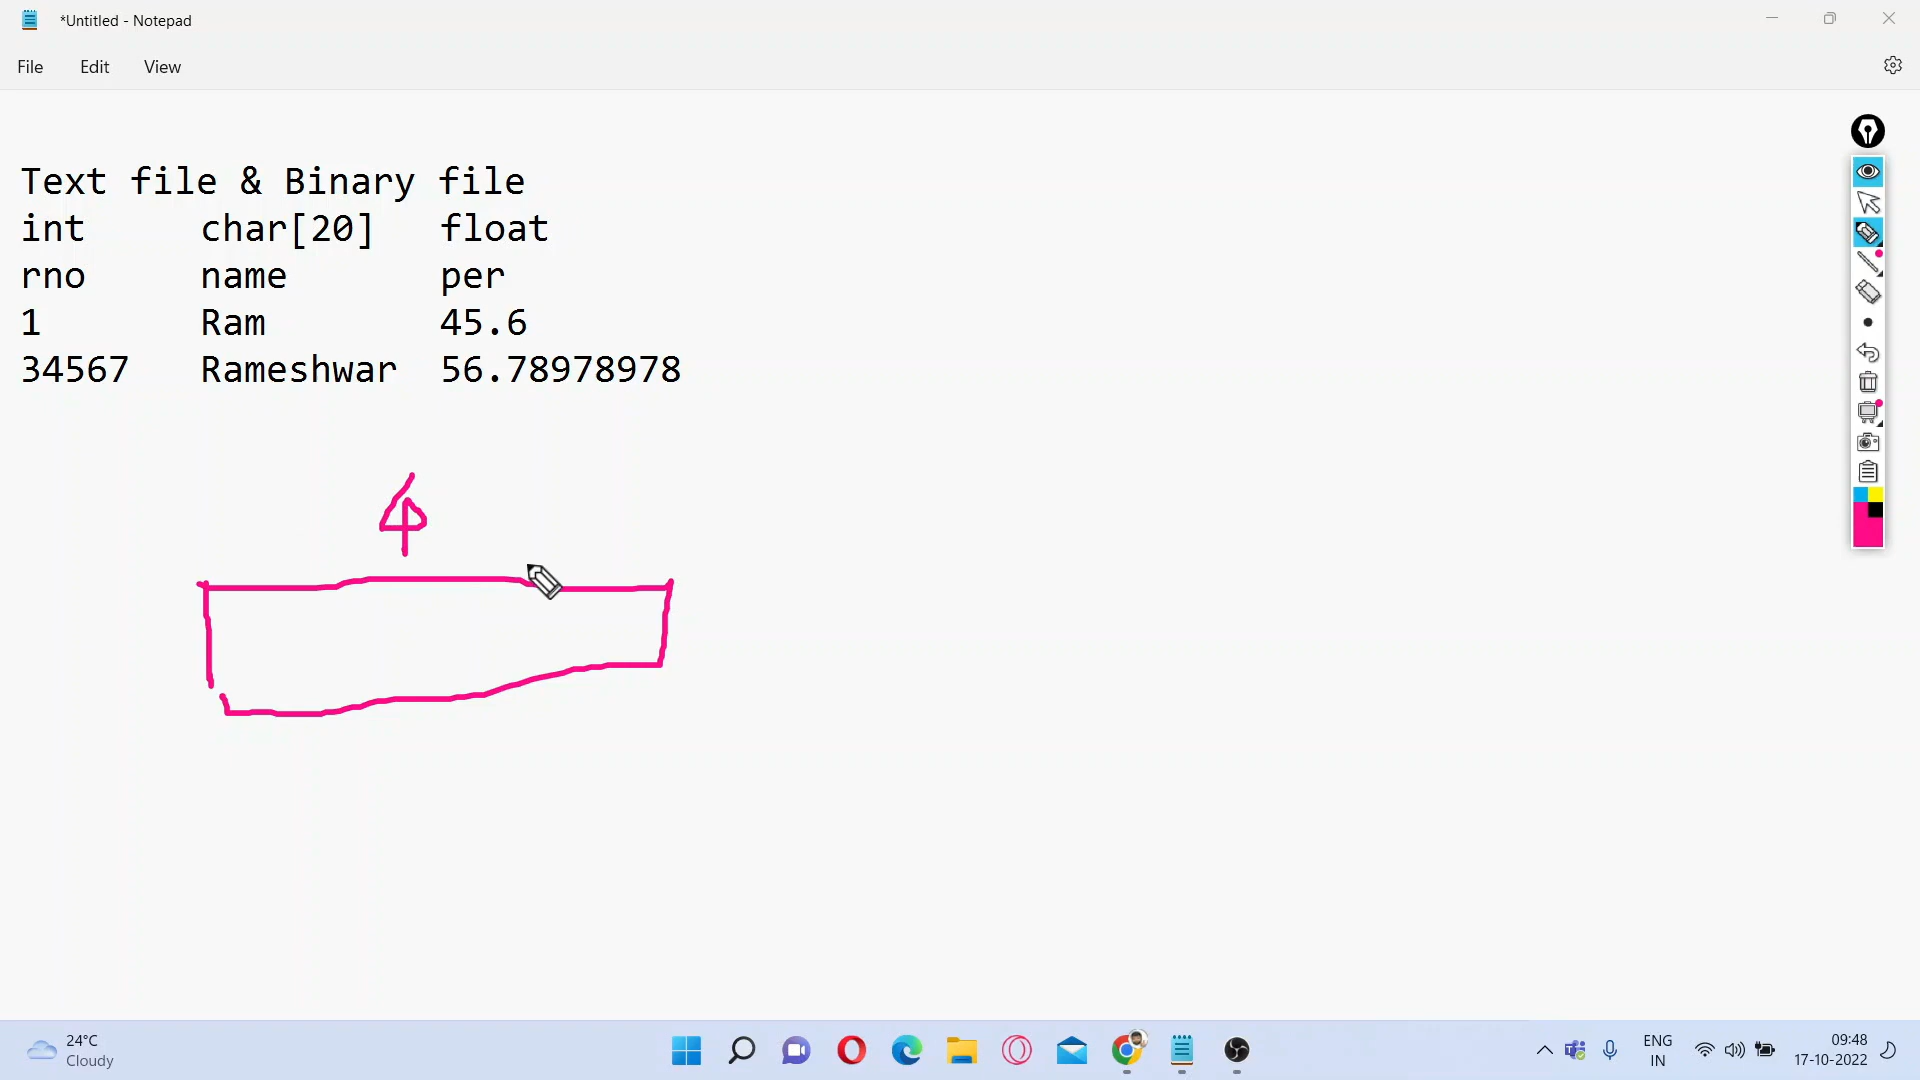 *Untitled - Notepad
File Edit View
Text file & Binary file
int char[20] float
rno name per
1 Ram 45.6
34567 Rameshwar 56.78978978
24°C
Cloudy
ENG
IN
09:48
17-10-2022